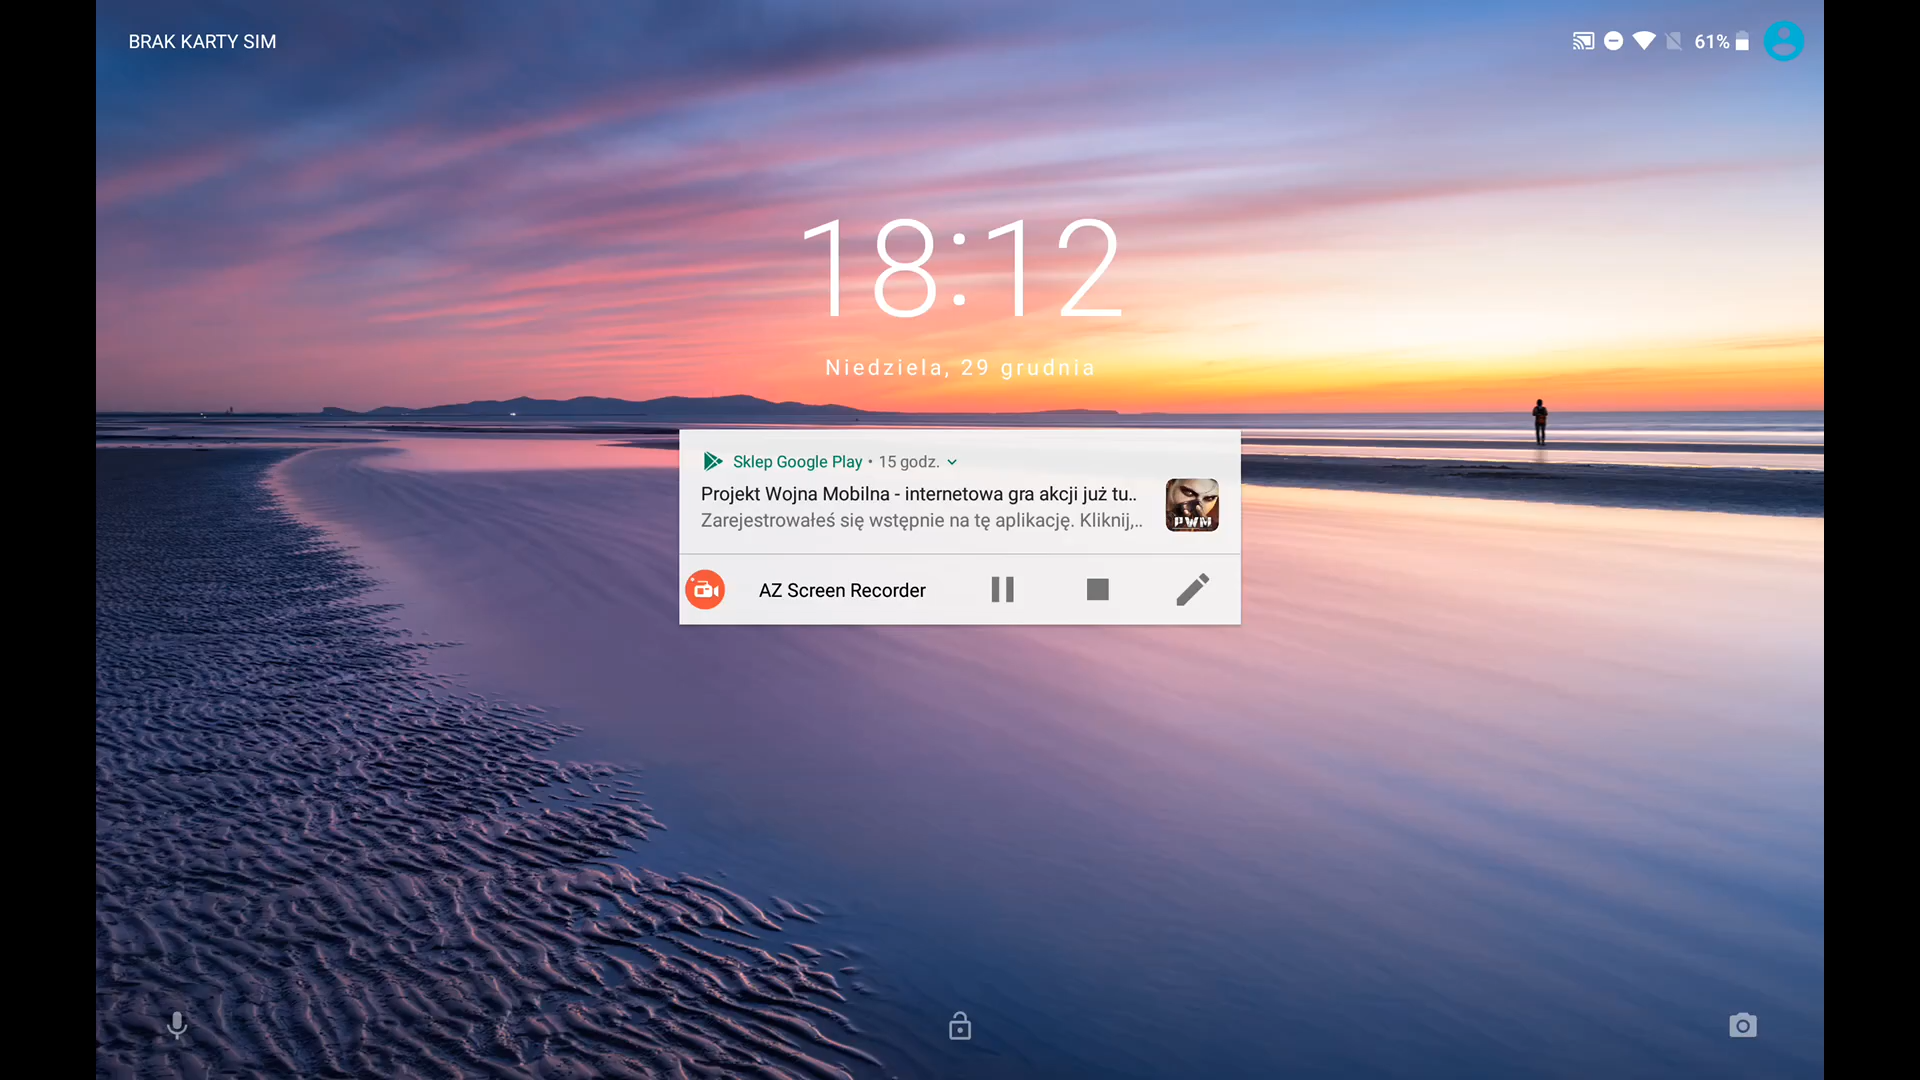 BRAK KARTY SIM
61%
18:12
Niedziela, 29 grudnia
Sklep Google Play • 15 godz.
Projekt Wojna Mobilna - internetowa gra akcji już tu..
Zarejestrowałeś się wstępnie na tę aplikację. Kliknij,..
PWM
AZ Screen Recorder